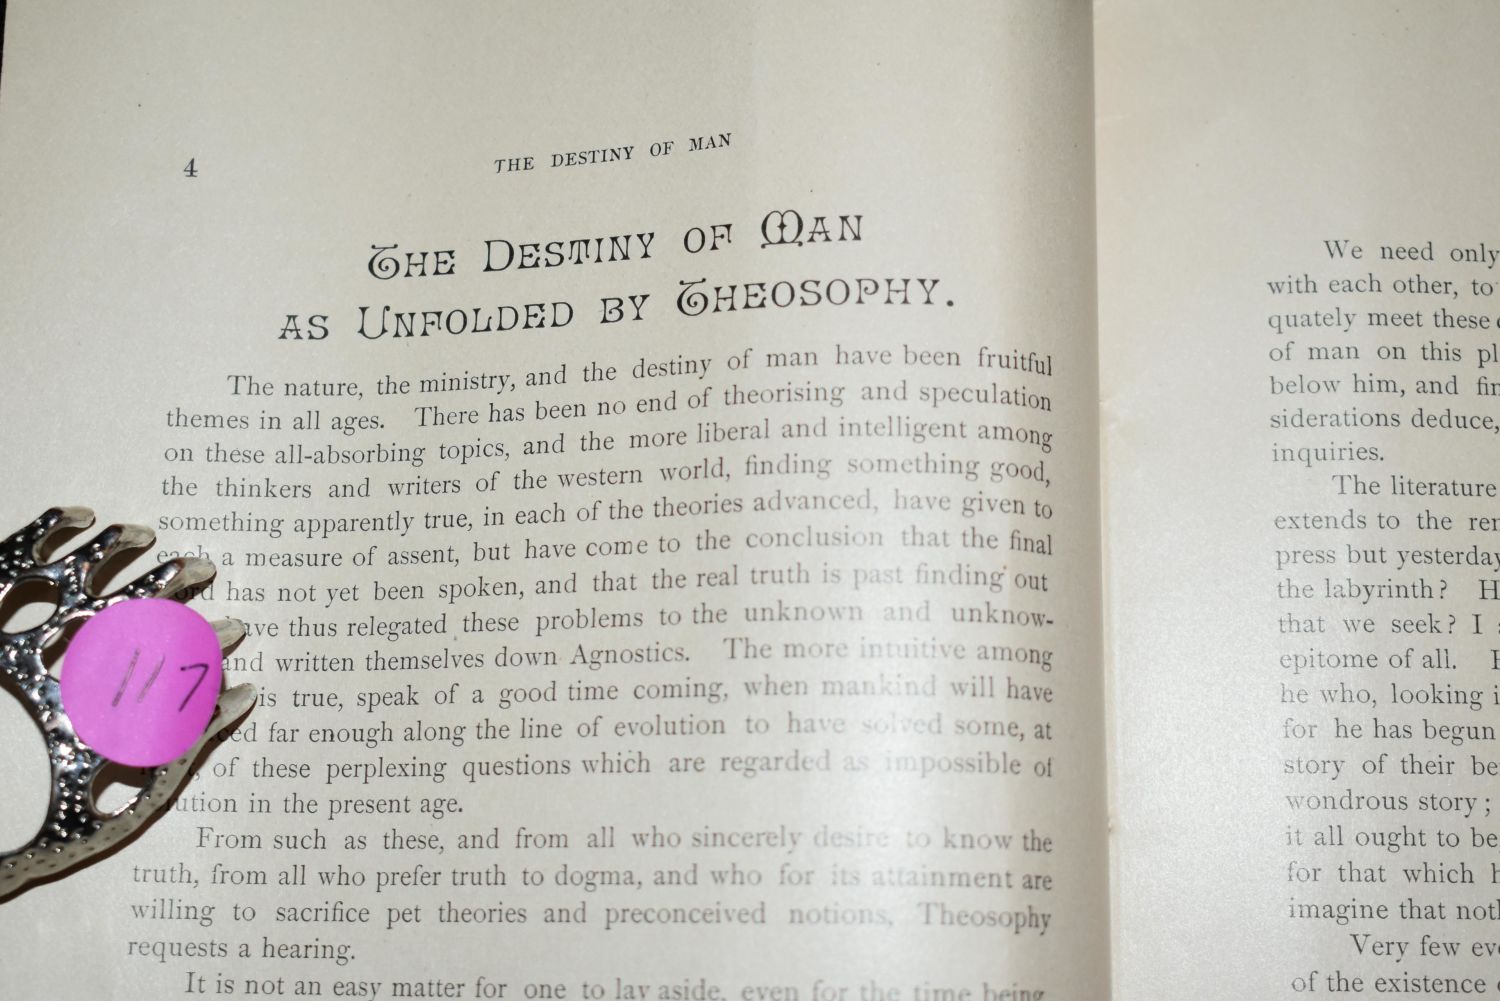 4
THE DESTINY OF MAN
THE DESTINY OF MAN
AS UNFOLDED BY THEOSOPHY.
The nature, the ministry, and the destiny of man have been fruitful
themes in all ages. There has been no end of theorising and speculation
on these all-absorbing topics, and the more liberal and intelligent among
the thinkers and writers of the western world, finding something good,
something apparently true, in each of the theories advanced, have given to
each a measure of assent, but have come to the conclusion that the final
has not yet been spoken, and that the real truth is past finding out
have thus relegated these problems to the unknown and unknow-
and written themselves down Agnostics. The more intuitive among
is true, speak of a good time coming, when mankind will have
far enough along the line of evolution to have solved some, at
of these perplexing questions which are regarded as impossible of
in the present age.
From such as these, and from all who sincerely desire to know the
truth, from all who prefer truth to dogma, and who for its attainment are
willing to sacrifice pet theories and preconceived notions, Theosophy
requests a hearing.
It is not an easy matter for one to lay aside, even for the time being
117
We need only
with each other, to
quately meet these
of man on this
below him, and
siderations deduce,
inquiries.
The literature
extends to the
press but yesterday
the labyrinth?
that we seek? I
epitome of all.
he who, looking
for he has begun
story of their
wondrous story;
it all ought to be
for that which
imagine that
Very few
of the existence